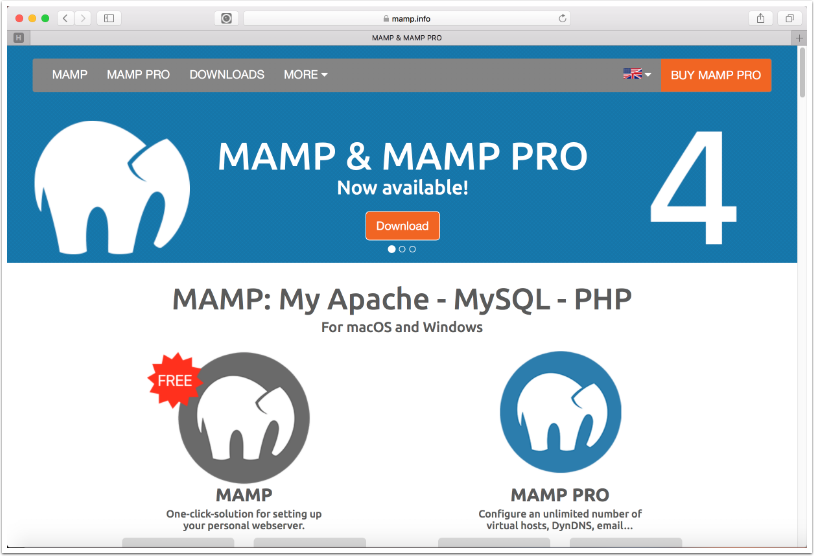 mamp.info
MAMP & MAMP PRO
MAMP MAMP PRO DOWNLOADS MORE BUY MAMP PRO
MAMP & MAMP PRO
Now available!
4
Download
MAMP: My Apache - MySQL - PHP
For macOS and Windows
FREE
MAMP
One-click-solution for setting up
your personal webserver.
MAMP PRO
Configure an unlimited number of
virtual hosts, DynDNS, email...